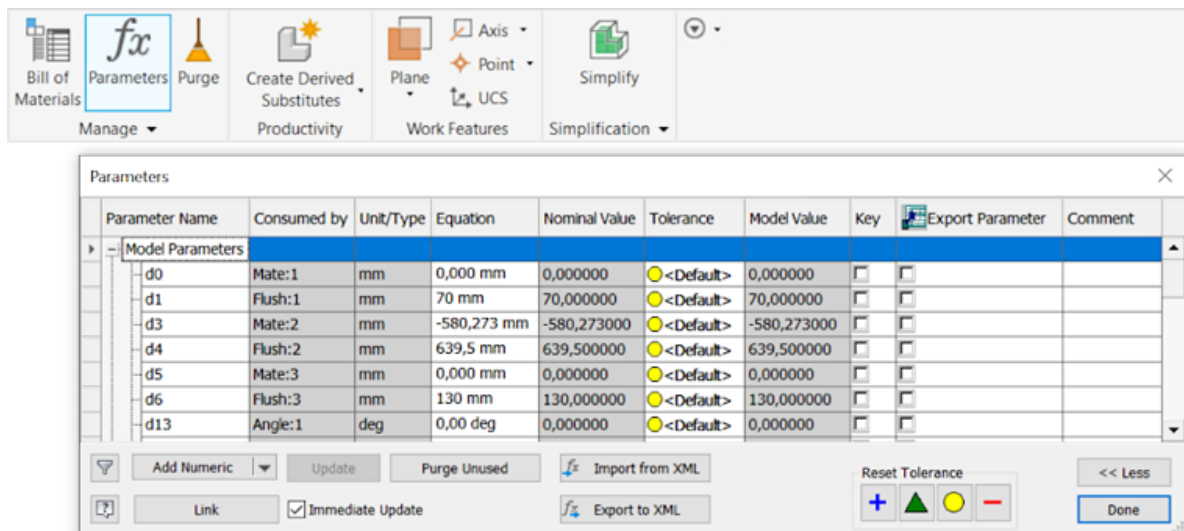 fx
Bill of
Materials
Parameters
Purge
Create Derived
Substitutes
Plane
Axis
Point
UCS
Simplify
Manage
Productivity
Work Features
Simplification
Parameters
Parameter Name Consumed by Unit/Type Equation Nominal Value Tolerance Model Value Key Export Parameter Comment
Model Parameters
d0 Mate:1 mm 0,000 mm 0,000000 <Default> 0,000000
d1 Flush:1 mm 70 mm 70,000000 <Default> 70,000000
d3 Mate:2 mm -580,273 mm -580,273000 <Default> -580,273000
d4 Flush:2 mm 639,5 mm 639,500000 <Default> 639,500000
d5 Mate:3 mm 0,000 mm 0,000000 <Default> 0,000000
d6 Flush:3 mm 130 mm 130,000000 <Default> 130,000000
d13 Angle:1 deg 0,00 deg 0,000000 <Default> 0,000000
Add Numeric Update Purge Unused fx Import from XML Reset Tolerance << Less
Link Immediate Update fx Export to XML Done